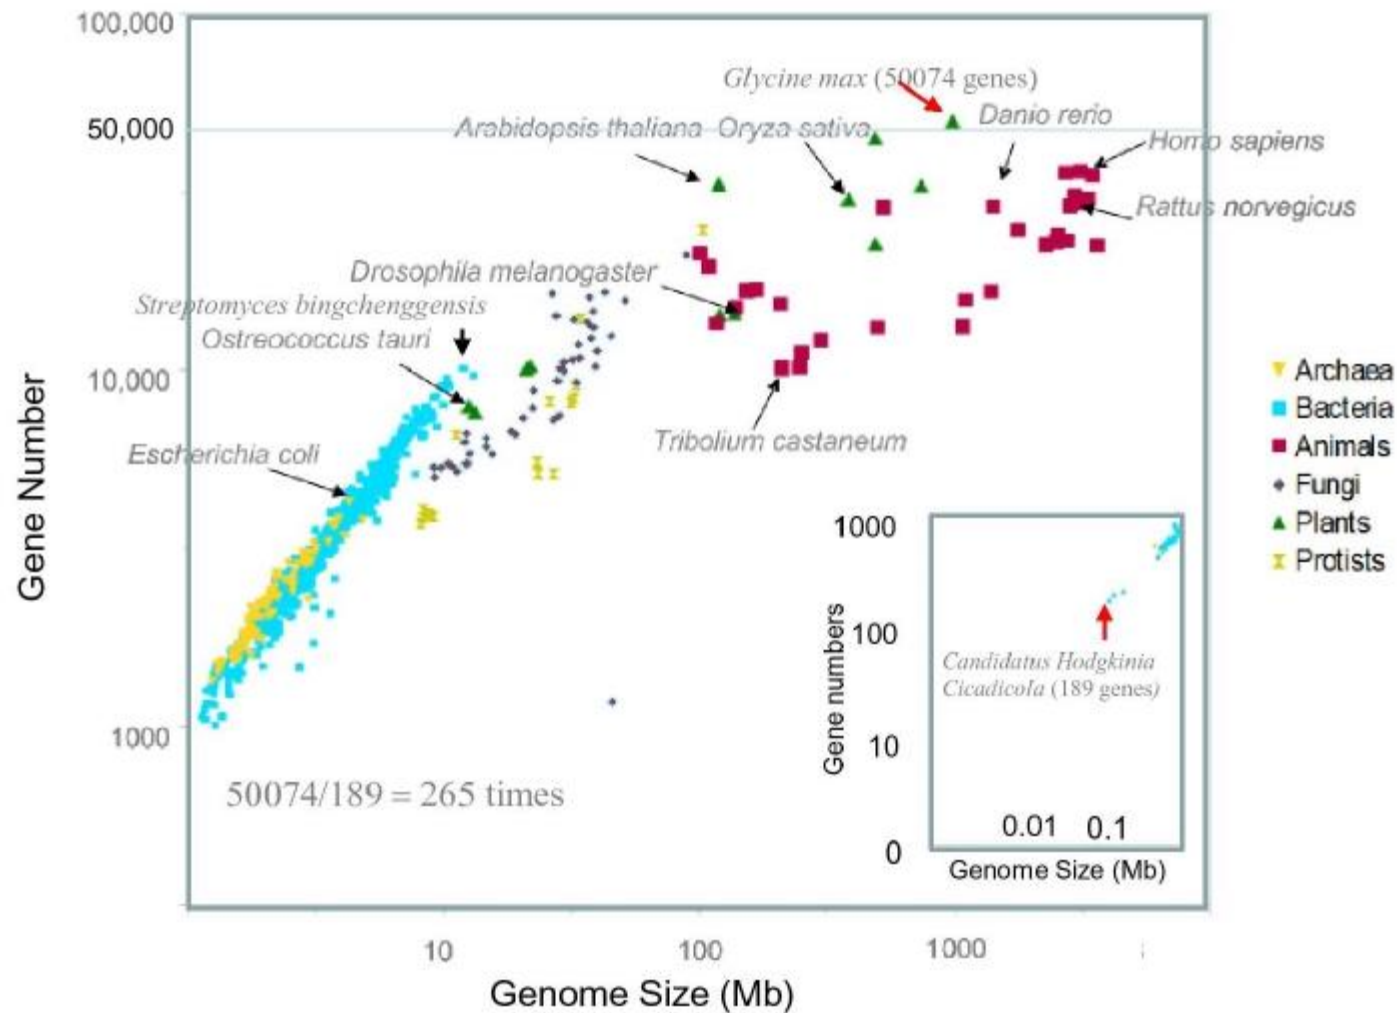 100,000
Glycine max (50074 genes)
50,000
Arabidopsis thaliana
Oryza sativa
Danio rerio
Homo sapiens
Rattus norvegicus
Drosophila melanogaster
Streptomyces bingchenggensis
Ostreococcus tauri
10,000
Escherichia coli
Tribolium castaneum
Gene Number
1000
50074/189 = 265 times
10
100
1000
Genome Size (Mb)
Archaea
Bacteria
Animals
Fungi
Plants
Protists
1000
100
10
0
Gene numbers
Candidatus Hodgkinia
Cicadicola (189 genes)
0.01 0.1
Genome Size (Mb)